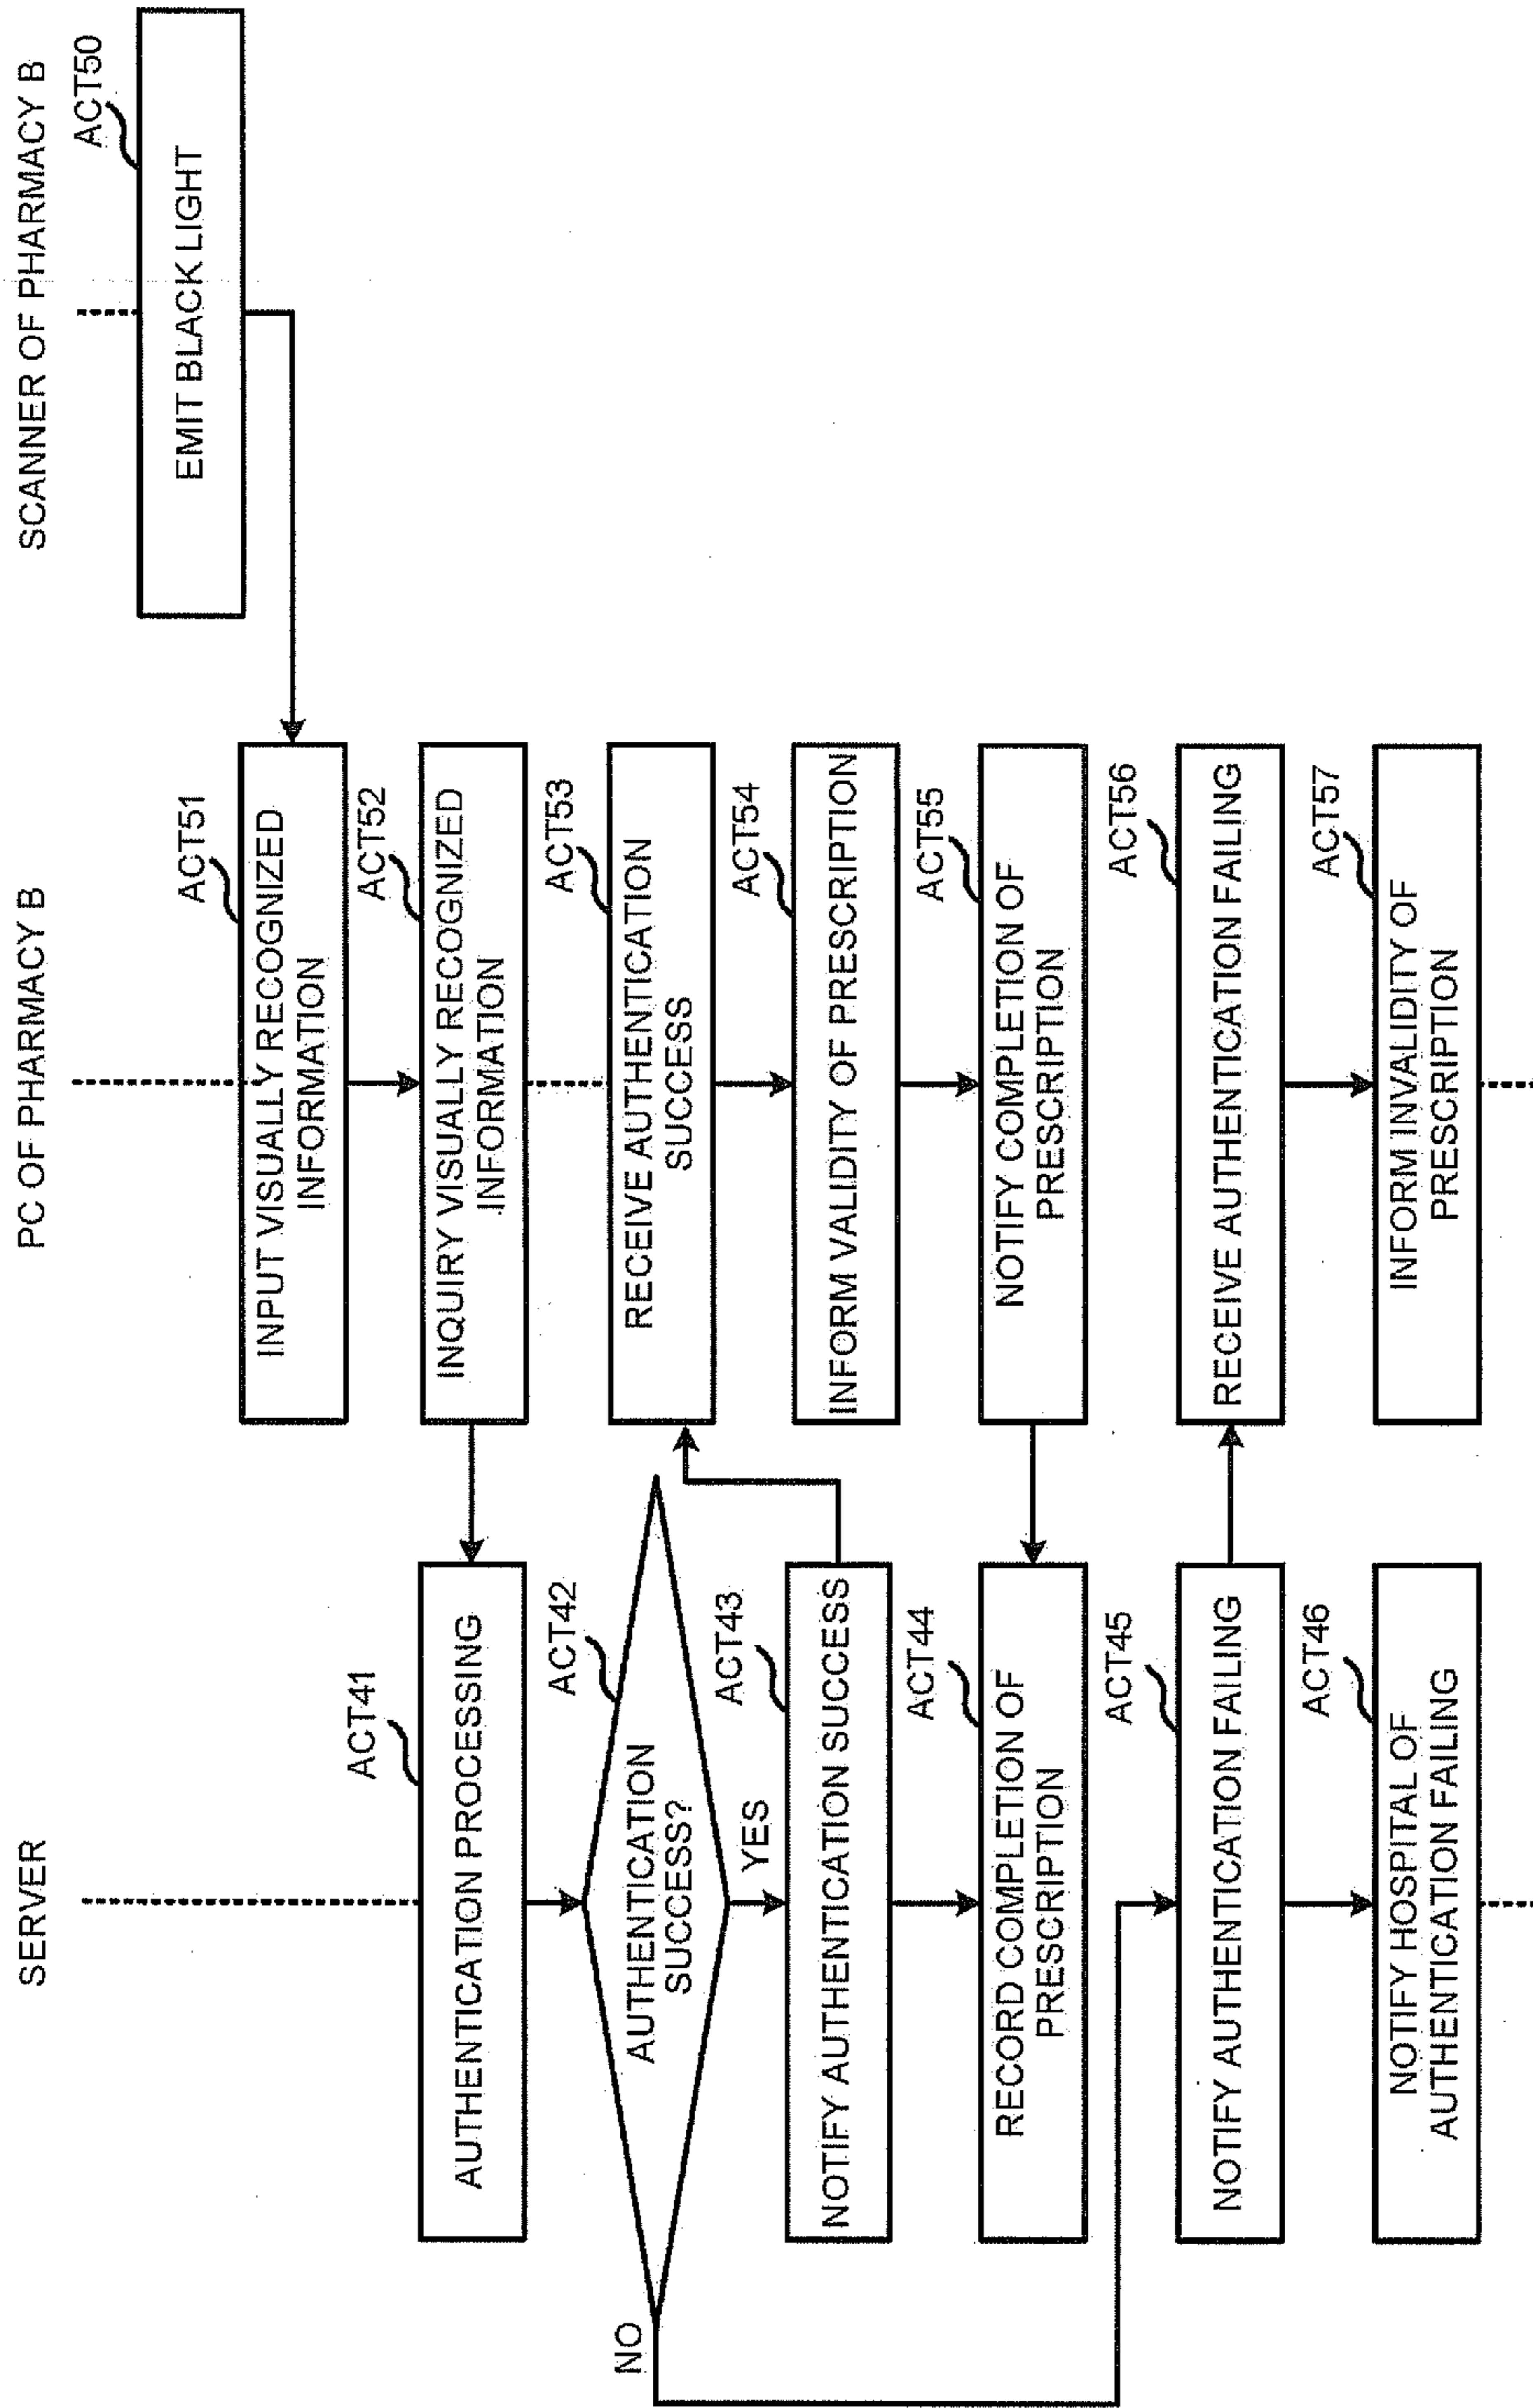 SERVER
PC OF PHARMACY B
SCANNER OF PHARMACY B
ACT50
EMIT BLACK LIGHT
ACT51
INPUT VISUALLY RECOGNIZED
INFORMATION
ACT41
AUTHENTICATION PROCESSING
ACT52
INQUIRY VISUALLY RECOGNIZED
INFORMATION
ACT42
AUTHENTICATION
SUCCESS?
NO
YES
ACT53
RECEIVE AUTHENTICATION
SUCCESS
ACT43
NOTIFY AUTHENTICATION SUCCESS
ACT54
INFORM VALIDITY OF PRESCRIPTION
ACT44
RECORD COMPLETION OF
PRESCRIPTION
ACT55
NOTIFY COMPLETION OF
PRESCRIPTION
ACT45
NOTIFY AUTHENTICATION FAILING
ACT56
RECEIVE AUTHENTICATION FAILING
ACT46
NOTIFY HOSPITAL OF
AUTHENTICATION FAILING
ACT57
INFORM INVALIDITY OF
PRESCRIPTION